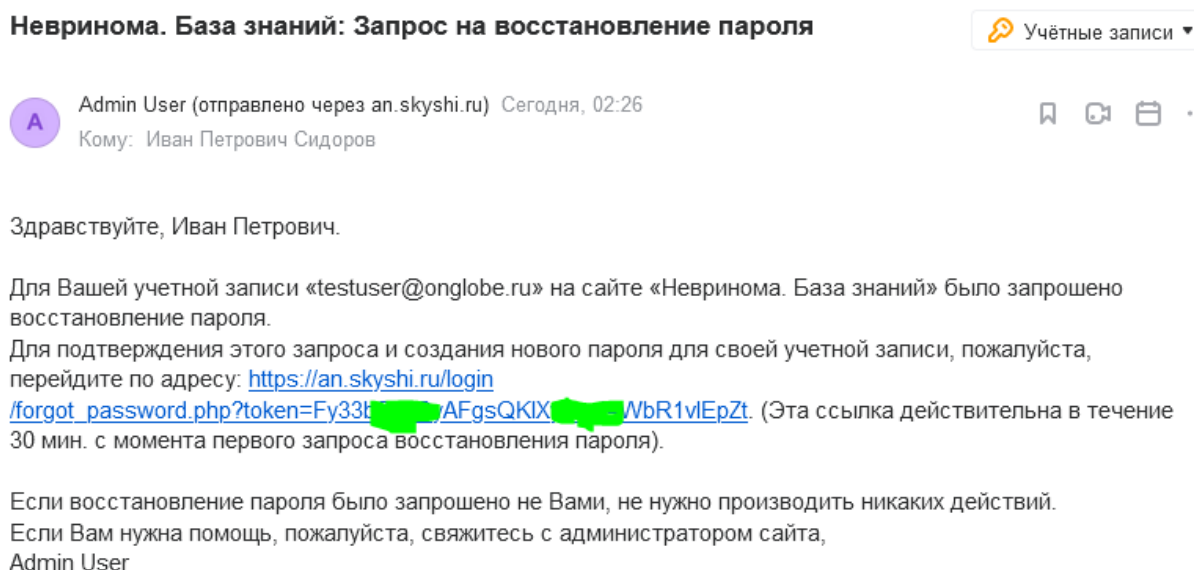 Невринома. База знаний: Запрос на восстановление пароля
Учётные записи
A
Admin User (отправлено через an.skyshi.ru) Сегодня, 02:26
Кому: Иван Петрович Сидоров
Здравствуйте, Иван Петрович.
Для Вашей учетной записи «testuser@onglobe.ru» на сайте «Невринома. База знаний» было запрошено
восстановление пароля.
Для подтверждения этого запроса и создания нового пароля для своей учетной записи, пожалуйста,
перейдите по адресу: https://an.skyshi.ru/login
/forgot_password.php?token=Fy33b AFgsQKlX WbR1vlEpZt. (Эта ссылка действительна в течение
30 мин. с момента первого запроса восстановления пароля).
Если восстановление пароля было запрошено не Вами, не нужно производить никаких действий.
Если Вам нужна помощь, пожалуйста, свяжитесь с администратором сайта,
Admin User